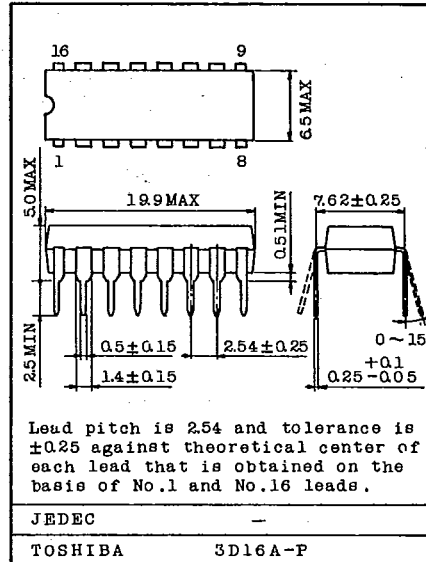 16 9
6.5MAX
1 8
5.0MAX
19.9MAX
0.51MIN
7.62±0.25
2.5MIN
0.5±0.15
2.54±0.25
0~15
1.4±0.15
+0.1
0.25-0.05
Lead pitch is 2.54 and tolerance is
±0.25 against theoretical center of
each lead that is obtained on the
basis of No.1 and No.16 leads.
JEDEC —
TOSHIBA 3D16A-P